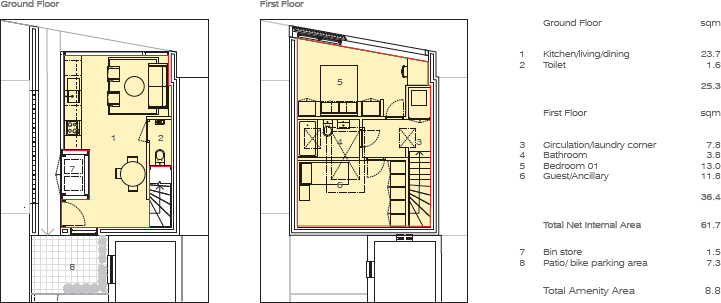 Ground Floor
First Floor
5
1
2
7
4
3
6
8
Ground Floor sqm
1 Kitchen/living/dining 23.7
2 Toilet 1.6
25.3
First Floor sqm
3 Circulation/laundry corner 7.8
4 Bathroom 3.8
5 Bedroom 01 13.0
6 Guest/Ancillary 11.8
36.4
Total Net Internal Area 61.7
7 Bin store 1.5
8 Patio/ bike parking area 7.3
Total Amenity Area 8.8